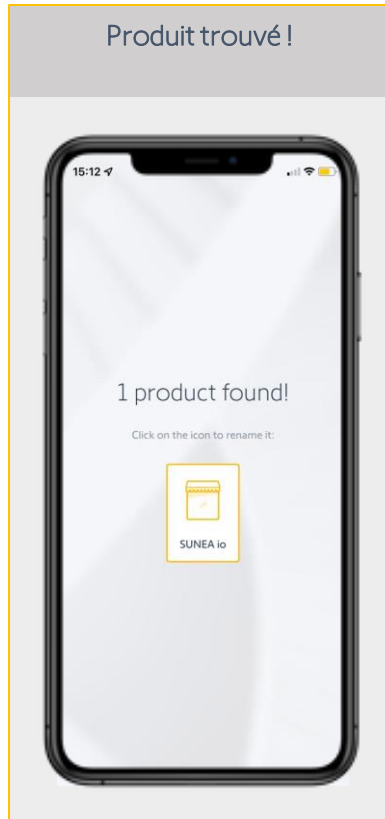 Produit trouvé !
15:12
1 product found!
Click on the icon to rename it:
SUNEA io